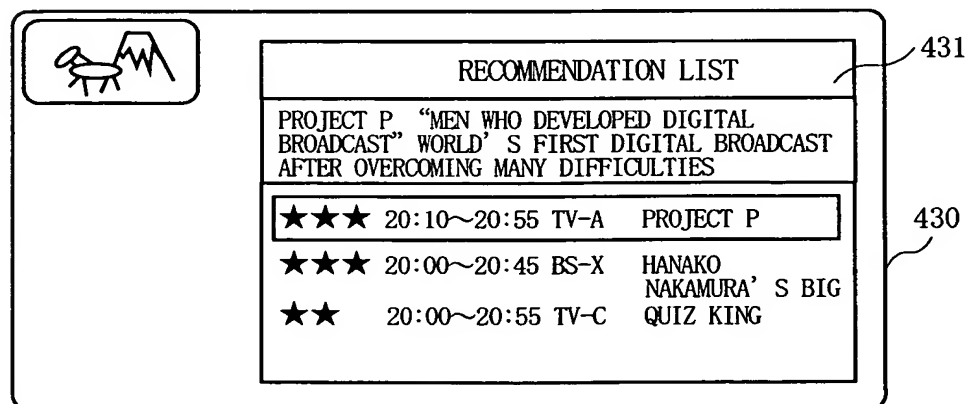 RECOMMENDATION LIST
431
PROJECT P “MEN WHO DEVELOPED DIGITAL
BROADCAST” WORLD’S FIRST DIGITAL BROADCAST
AFTER OVERCOMING MANY DIFFICULTIES
★★★ 20:10～20:55 TV-A PROJECT P
430
★★★ 20:00～20:45 BS-X HANAKO
NAKAMURA’S BIG
★★ 20:00～20:55 TV-C QUIZ KING